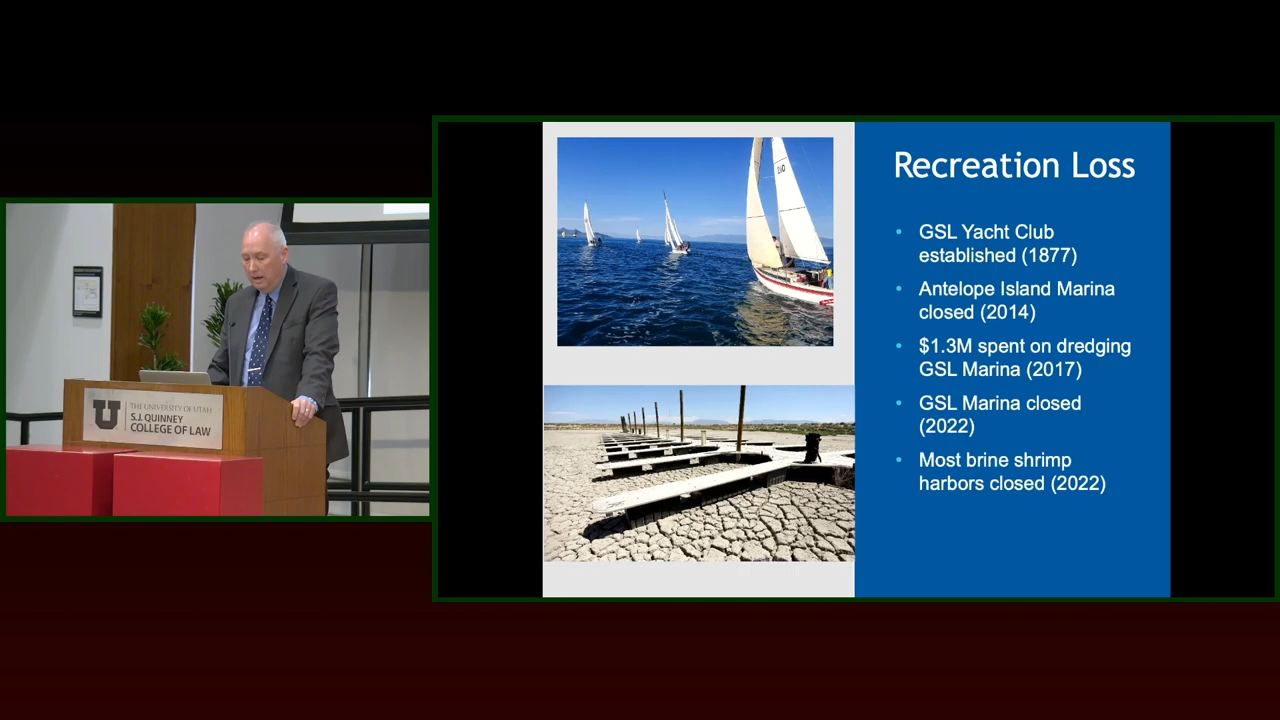 THE UNIVERSITY OF UTAH
S.J. QUINNEY
COLLEGE OF LAW
Recreation Loss
• GSL Yacht Club
established (1877)
• Antelope Island Marina
closed (2014)
• $1.3M spent on dredging
GSL Marina (2017)
• GSL Marina closed
(2022)
• Most brine shrimp
harbors closed (2022)